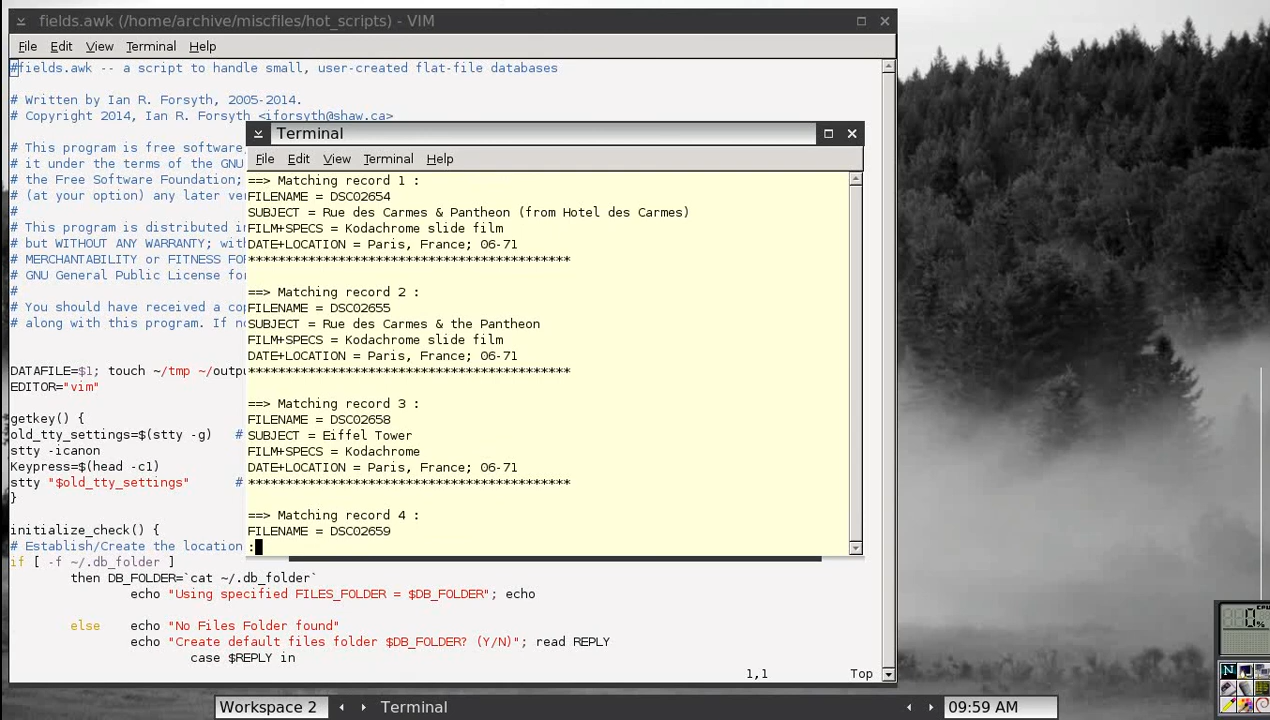 fields.awk (/home/archive/miscfiles/hot_scripts) - VIM
File Edit View Terminal Help
#fields.awk -- a script to handle small, user-created flat-file databases
# Written by Ian R. Forsyth, 2005-2014.
# Copyright 2014, Ian R. Forsyth <iforsyth@shaw.ca>
# This program is free software,
# it under the terms of the GNU
# the Free Software Foundation;
# (at your option) any later ver
#
# This program is distributed in
# but WITHOUT ANY WARRANTY; with
# MERCHANTABILITY or FITNESS FOR
# GNU General Public License for
#
# You should have received a cop
# along with this program. If no
DATAFILE=$1; touch ~/tmp ~/outpu
EDITOR="vim"
getkey() {
old_tty_settings=$(stty -g) #
stty -icanon
Keypress=$(head -c1)
stty "$old_tty_settings" #
}
initialize_check() {
# Establish/Create the location
if [ -f ~/.db_folder ]
then DB_FOLDER=`cat ~/.db_folder`
echo "Using specified FILES_FOLDER = $DB_FOLDER"; echo
else echo "No Files Folder found"
echo "Create default files folder $DB_FOLDER? (Y/N)"; read REPLY
case $REPLY in
1,1 Top
Terminal
File Edit View Terminal Help
==> Matching record 1 :
FILENAME = DSC02654
SUBJECT = Rue des Carmes & Pantheon (from Hotel des Carmes)
FILM+SPECS = Kodachrome slide film
DATE+LOCATION = Paris, France; 06-71
*******************************************
==> Matching record 2 :
FILENAME = DSC02655
SUBJECT = Rue des Carmes & the Pantheon
FILM+SPECS = Kodachrome slide film
DATE+LOCATION = Paris, France; 06-71
*******************************************
==> Matching record 3 :
FILENAME = DSC02658
SUBJECT = Eiffel Tower
FILM+SPECS = Kodachrome
DATE+LOCATION = Paris, France; 06-71
*******************************************
==> Matching record 4 :
FILENAME = DSC02659
:
CPU
0%
N
Workspace 2 Terminal 09:59 AM